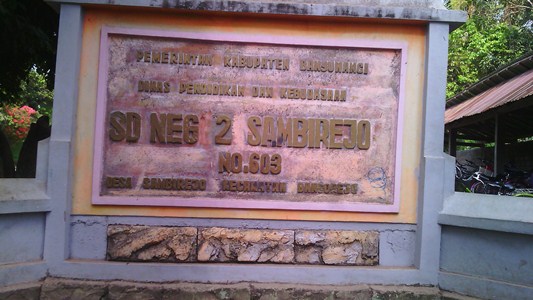 PEMERINTAH KABUPATEN BANYUWANGI
DINAS PENDIDIKAN DAN KEBUDAYAAN
SD NEG 2 SAMBIREJO
NO.603
DESA SAMBIREJO KECAMATAN BANGOREJO